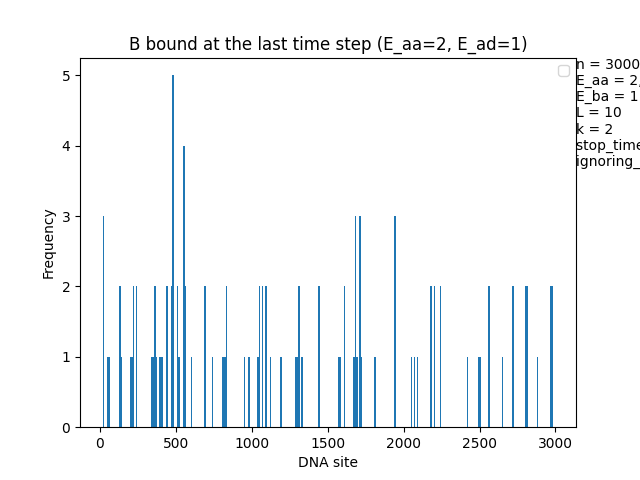 B bound at the last time step (E_aa=2, E_ad=1)
n = 3000
E_aa = 2,
E_ba = 1
L = 10
k = 2
stop_time
ignoring_
Frequency
5
4
3
2
1
0
0 500 1000 1500 2000 2500 3000
DNA site